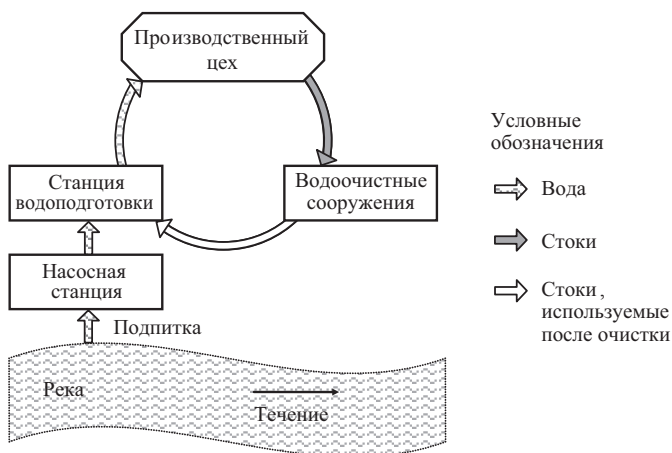 Производственный
цех
Станция
водоподготовки
Водоочистные
сооружения
Насосная
станция
Подпитка
Река
Течение
Условные
обозначения
Вода
Стоки
Стоки,
используемые
после очистки